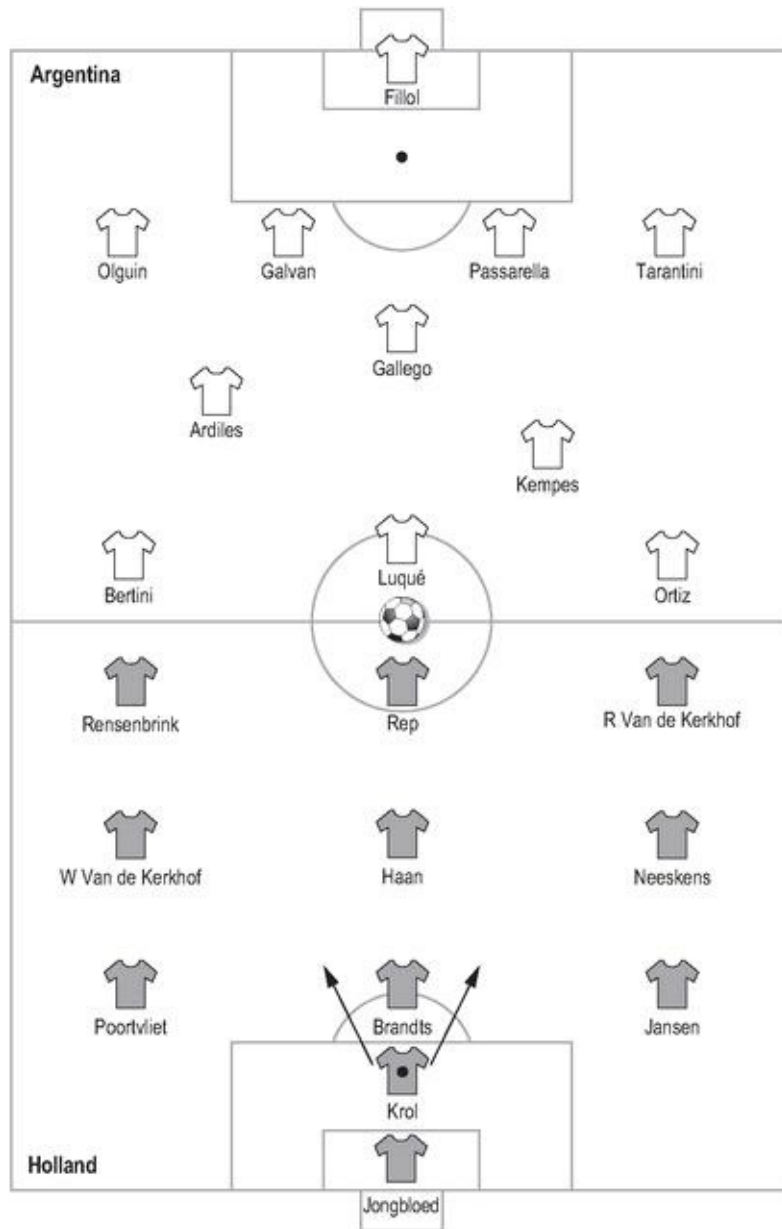 Argentina
Fillol
Olguin Galvan Passarella Tarantini
Gallego
Ardiles
Kempes
Bertini Luqué Ortiz
Rensenbrink Rep R Van de Kerkhof
W Van de Kerkhof Haan Neeskens
Poortvliet Brandts Jansen
Krol
Holland
Jongbloed